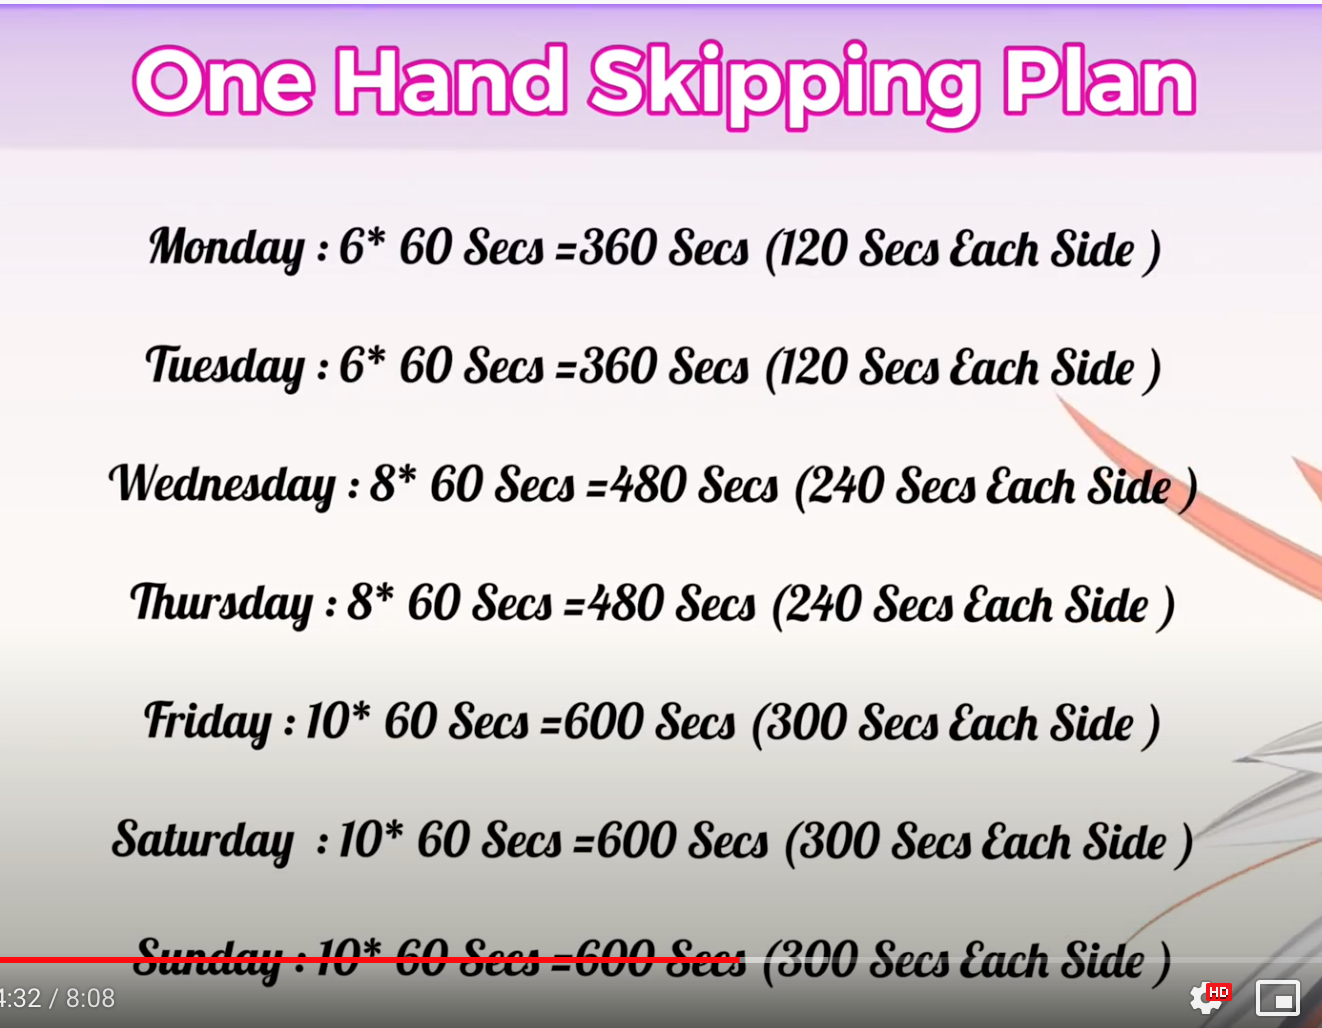 One Hand Skipping Plan
Monday : 6* 60 Secs =360 Secs (120 Secs Each Side )
Tuesday : 6* 60 Secs =360 Secs (120 Secs Each Side )
Wednesday : 8* 60 Secs =480 Secs (240 Secs Each Side )
Thursday : 8* 60 Secs =480 Secs (240 Secs Each Side )
Friday : 10* 60 Secs =600 Secs (300 Secs Each Side )
Saturday : 10* 60 Secs =600 Secs (300 Secs Each Side )
Sunday : 10* 60 Secs =600 Secs (300 Secs Each Side )
4:32 / 8:08
HD